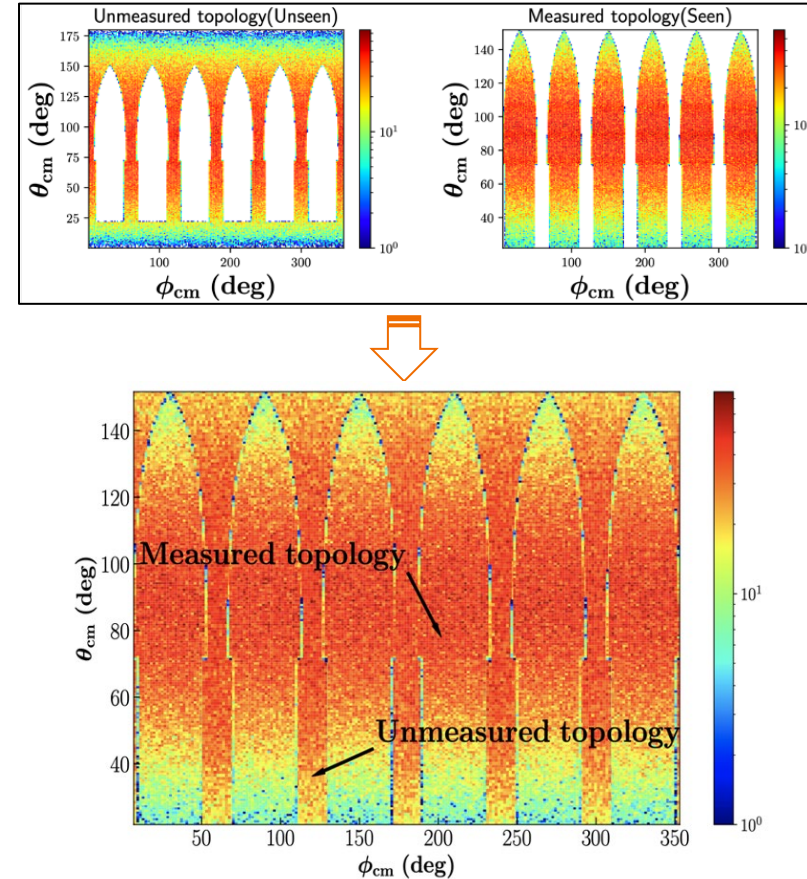 Unmeasured topology(Unseen)
175
150
125
100
75
50
25
θcm (deg)
100 200 300
ϕcm (deg)
10¹
10⁰
Measured topology(Seen)
140
120
100
80
60
40
θcm (deg)
100 200 300
ϕcm (deg)
10¹
10⁰
140
120
100
80
60
40
θcm (deg)
Measured topology
Unmeasured topology
50 100 150 200 250 300 350
ϕcm (deg)
10¹
10⁰